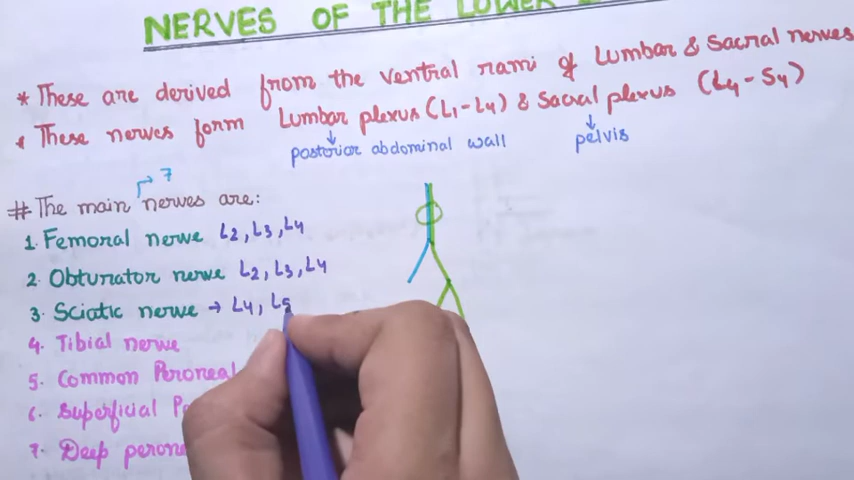 NERVES OF THE LOWER
* These are derived from the ventral rami of Lumbar & Sacral nerves
* These nerves form Lumbar plexus (L1-L4) & Sacral plexus (L4-S4)
posterior abdominal wall pelvis
7
# The main nerves are:
1. Femoral nerve L2, L3, L4
2. Obturator nerve L2, L3, L4
3. Sciatic nerve → L4, L5
4. Tibial nerve
5. Common Peroneal
6. Superficial
7. Deep